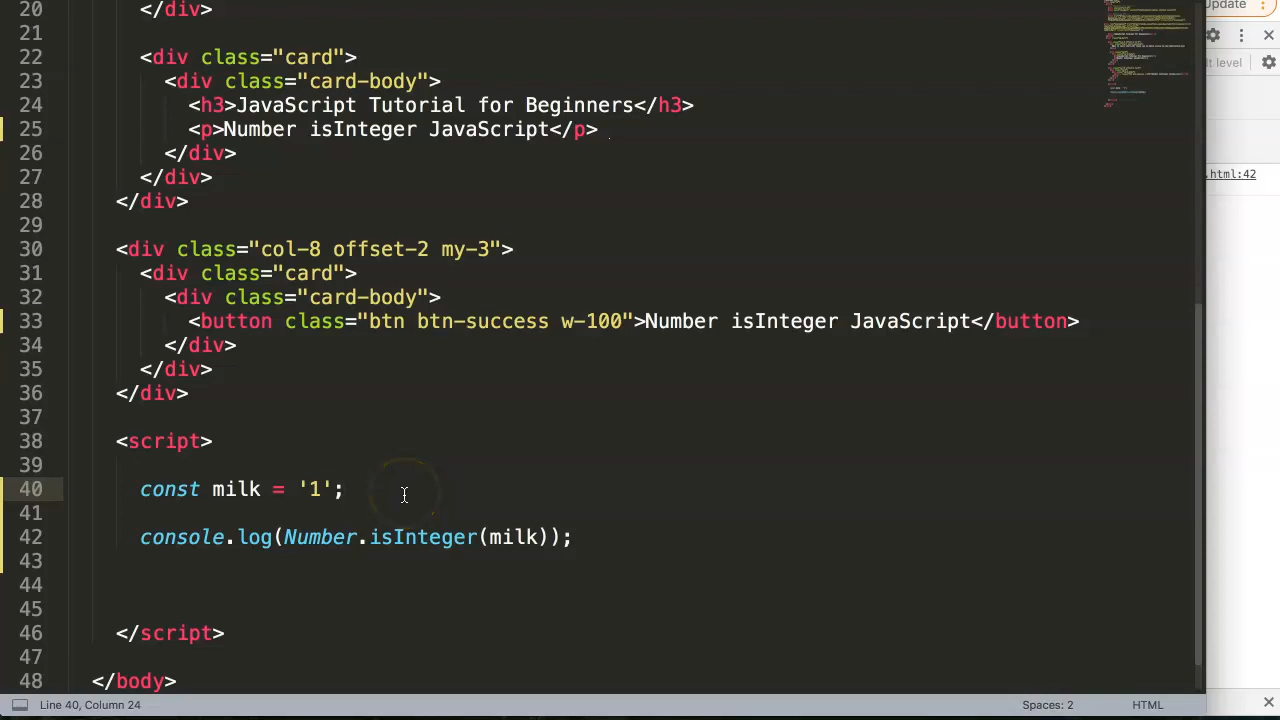 20 </div>
21
22 <div class="card">
23 <div class="card-body">
24 <h3>JavaScript Tutorial for Beginners</h3>
25 <p>Number isInteger JavaScript</p>
26 </div>
27 </div>
28 </div>
29
30 <div class="col-8 offset-2 my-3">
31 <div class="card">
32 <div class="card-body">
33 <button class="btn btn-success w-100">Number isInteger JavaScript</button>
34 </div>
35 </div>
36 </div>
37
38 <script>
39
40 const milk = '1';
41
42 console.log(Number.isInteger(milk));
43
44
45
46 </script>
47
48 </body>
Line 40, Column 24
Spaces: 2
HTML
Update
lt level
.html:42